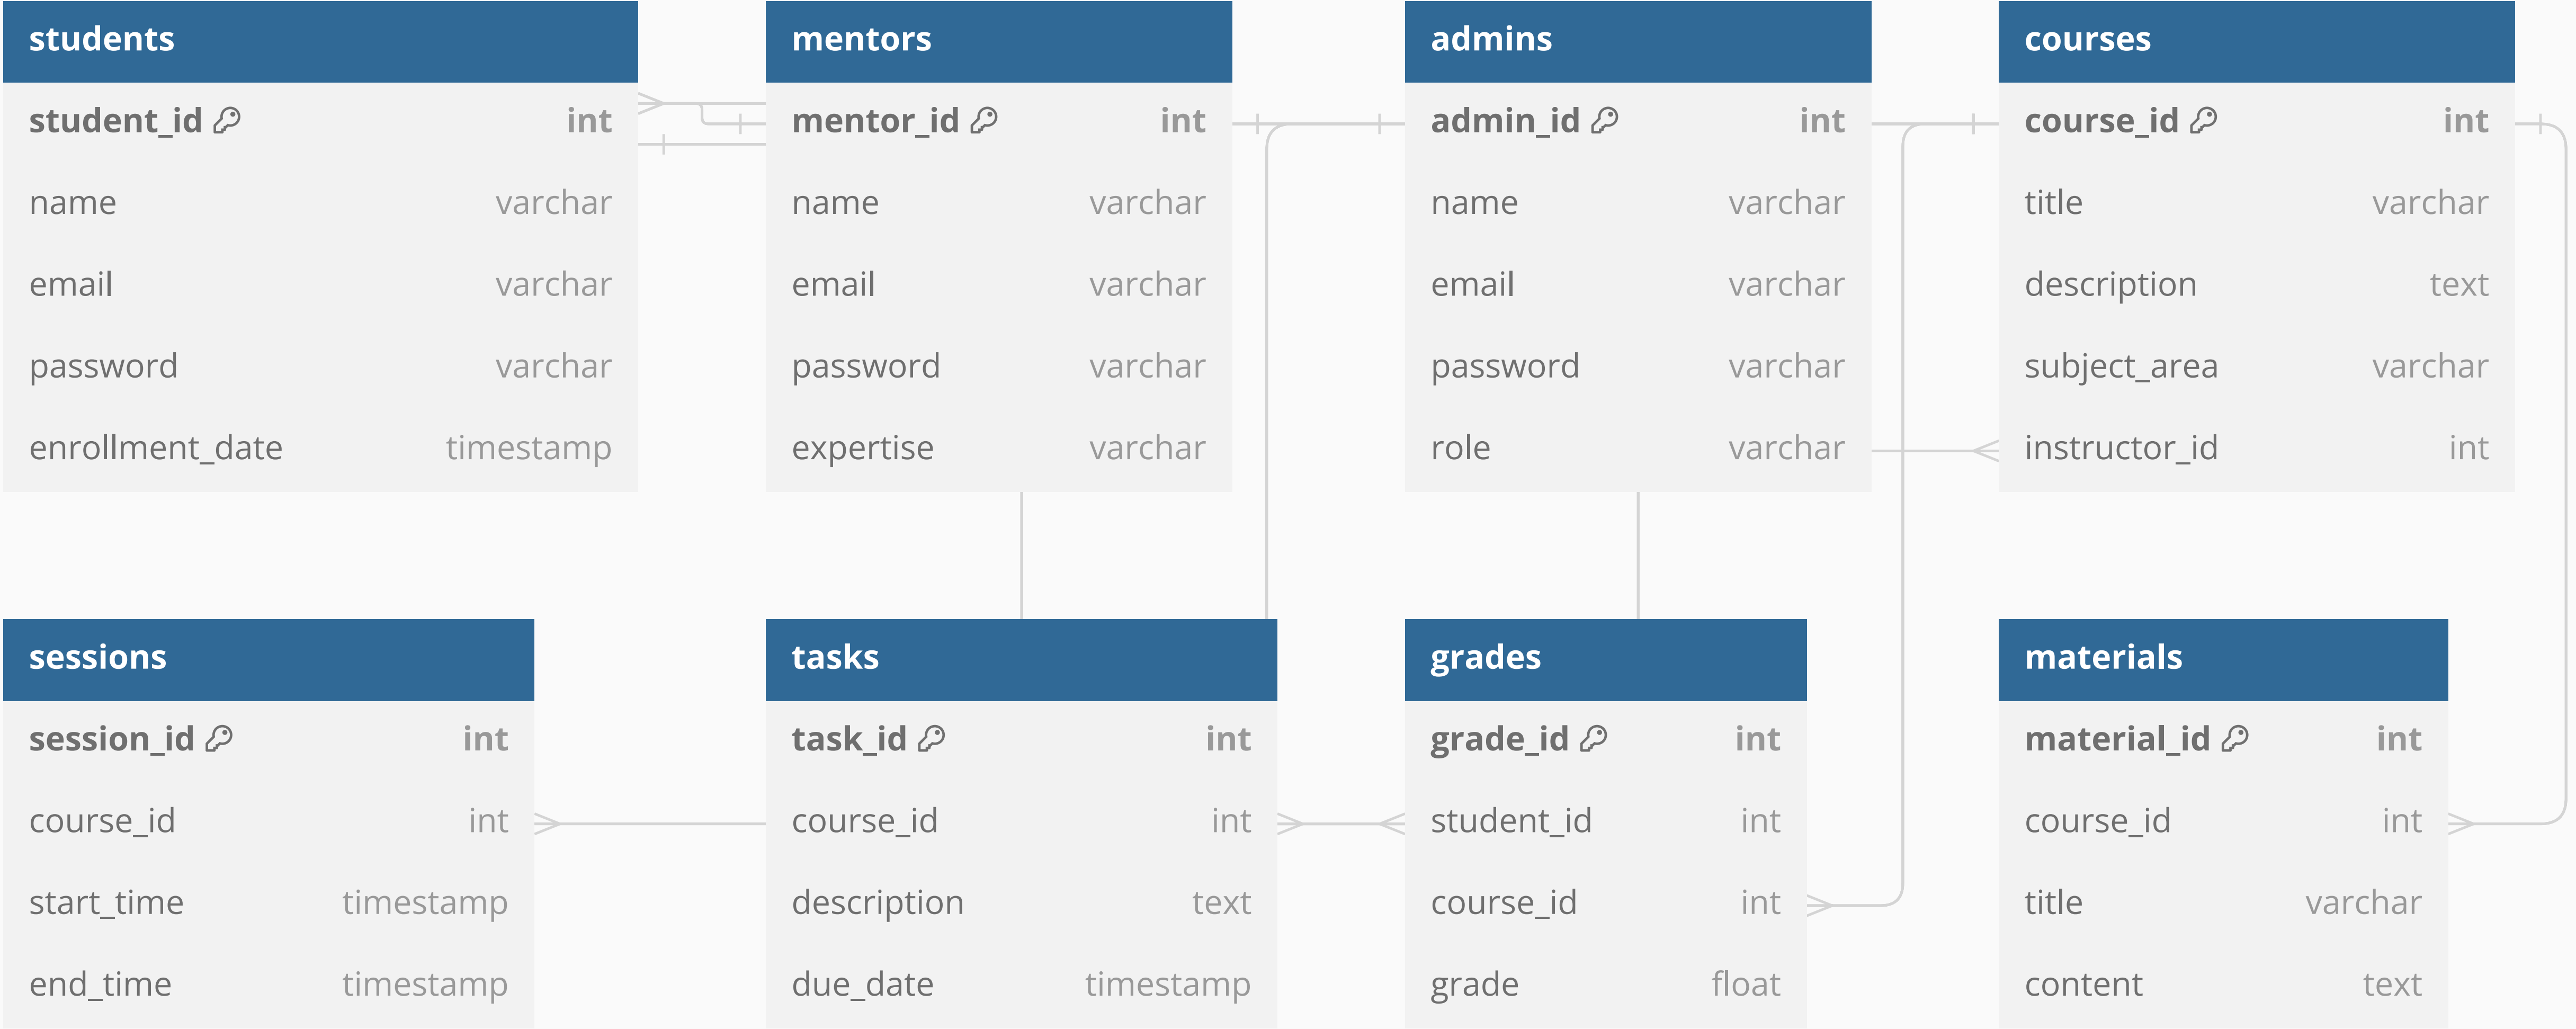 students
student_id int
name varchar
email varchar
password varchar
enrollment_date timestamp
mentors
mentor_id int
name varchar
email varchar
password varchar
expertise varchar
admins
admin_id int
name varchar
email varchar
password varchar
role varchar
courses
course_id int
title varchar
description text
subject_area varchar
instructor_id int
sessions
session_id int
course_id int
start_time timestamp
end_time timestamp
tasks
task_id int
course_id int
description text
due_date timestamp
grades
grade_id int
student_id int
course_id int
grade float
materials
material_id int
course_id int
title varchar
content text